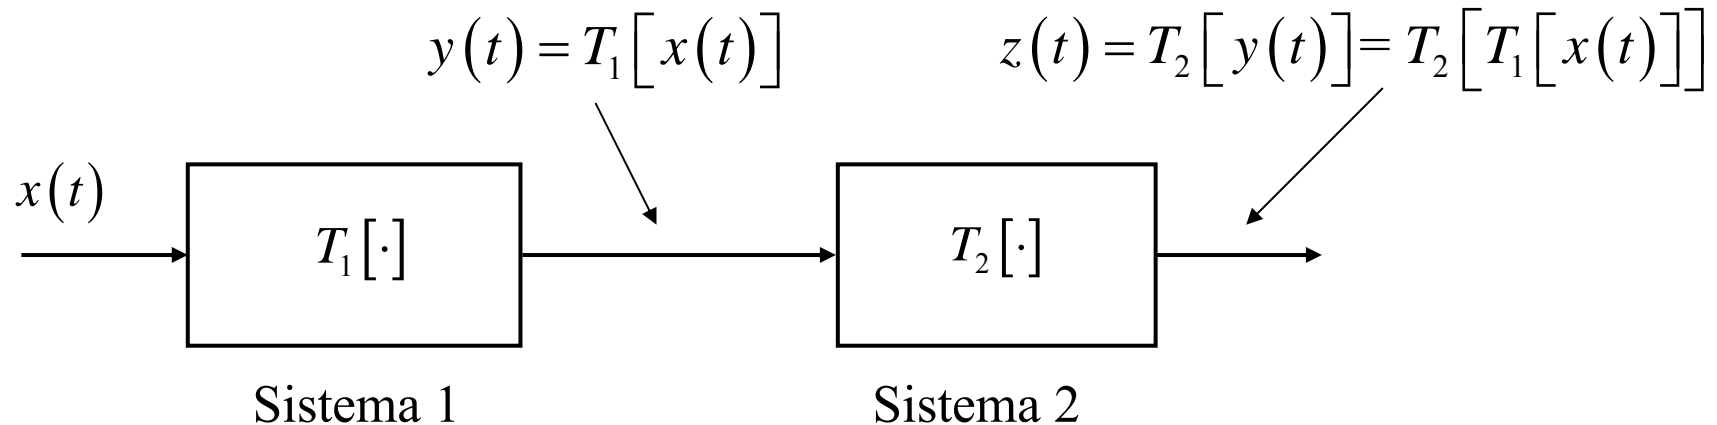 y(t) = T₁[x(t)]
z(t) = T₂[y(t)] = T₂[T₁[x(t)]]
x(t)
T₁[·]
T₂[·]
Sistema 1
Sistema 2